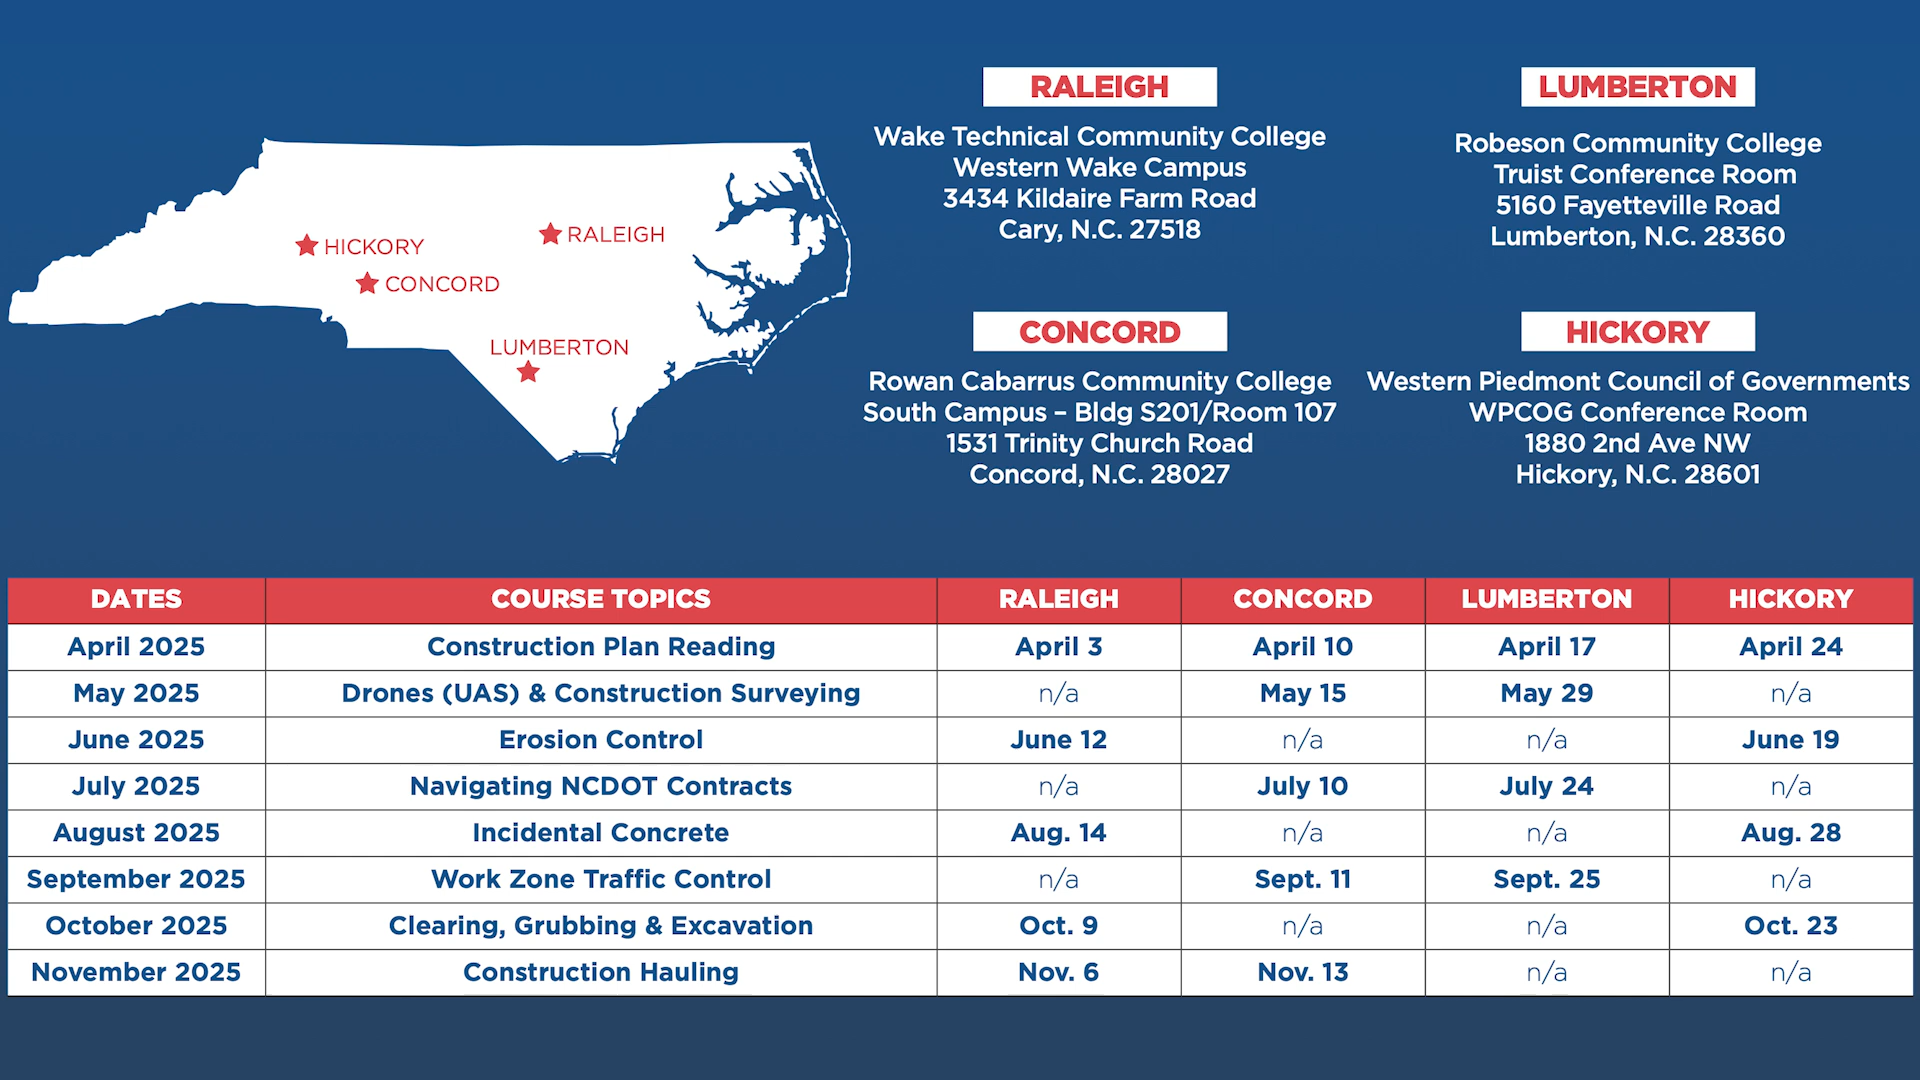 HICKORY
RALEIGH
CONCORD
LUMBERTON
RALEIGH
Wake Technical Community College
Western Wake Campus
3434 Kildaire Farm Road
Cary, N.C. 27518
LUMBERTON
Robeson Community College
Truist Conference Room
5160 Fayetteville Road
Lumberton, N.C. 28360
CONCORD
Rowan Cabarrus Community College
South Campus – Bldg S201/Room 107
1531 Trinity Church Road
Concord, N.C. 28027
HICKORY
Western Piedmont Council of Governments
WPCOG Conference Room
1880 2nd Ave NW
Hickory, N.C. 28601
DATES COURSE TOPICS RALEIGH CONCORD LUMBERTON HICKORY
April 2025 Construction Plan Reading April 3 April 10 April 17 April 24
May 2025 Drones (UAS) & Construction Surveying n/a May 15 May 29 n/a
June 2025 Erosion Control June 12 n/a n/a June 19
July 2025 Navigating NCDOT Contracts n/a July 10 July 24 n/a
August 2025 Incidental Concrete Aug. 14 n/a n/a Aug. 28
September 2025 Work Zone Traffic Control n/a Sept. 11 Sept. 25 n/a
October 2025 Clearing, Grubbing & Excavation Oct. 9 n/a n/a Oct. 23
November 2025 Construction Hauling Nov. 6 Nov. 13 n/a n/a